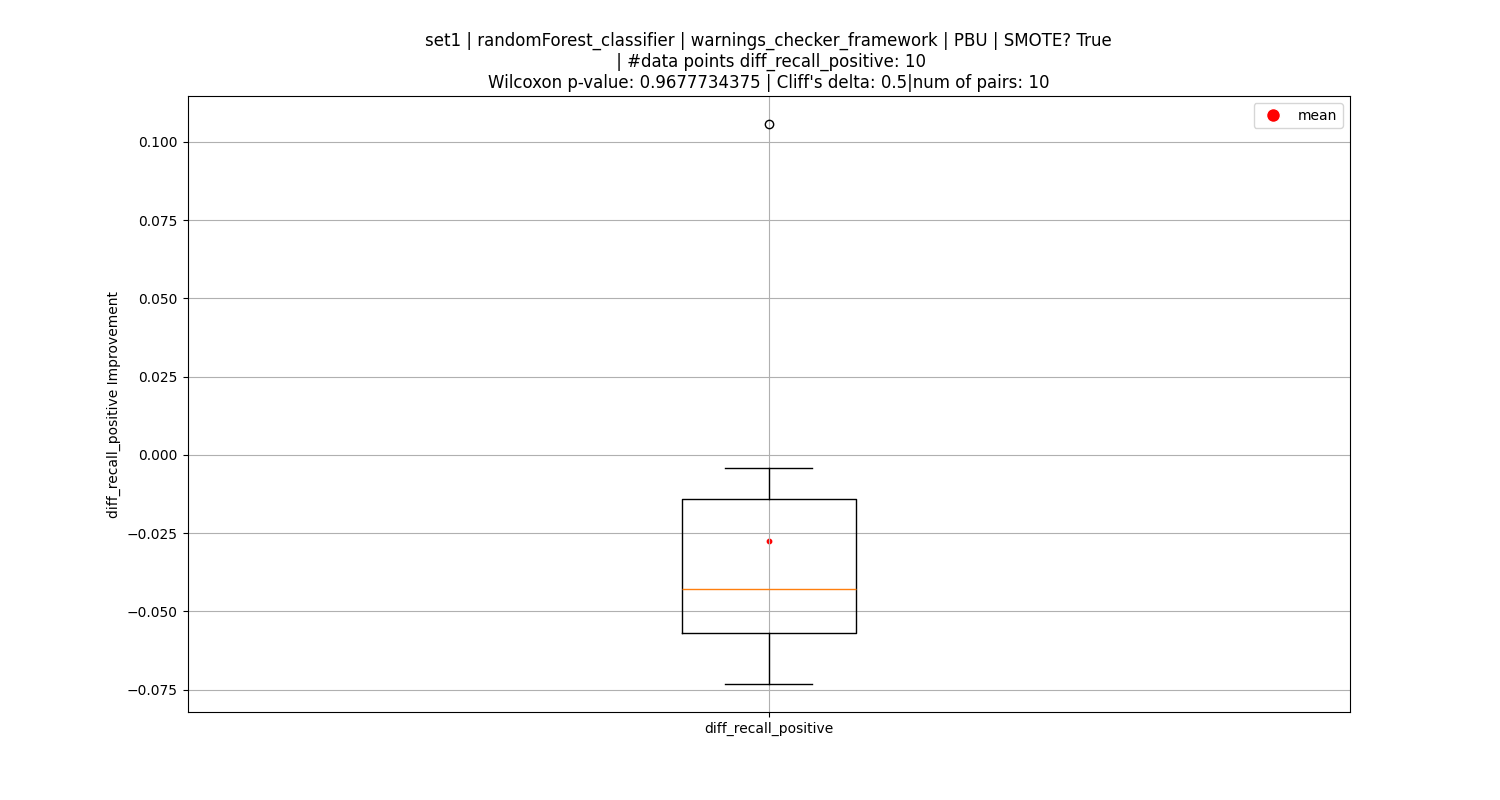 set1 | randomForest_classifier | warnings_checker_framework | PBU | SMOTE? True
| #data points diff_recall_positive: 10
Wilcoxon p-value: 0.9677734375 | Cliff's delta: 0.5|num of pairs: 10
mean
0.100
0.075
0.050
0.025
0.000
−0.025
−0.050
−0.075
diff_recall_positive Improvement
diff_recall_positive